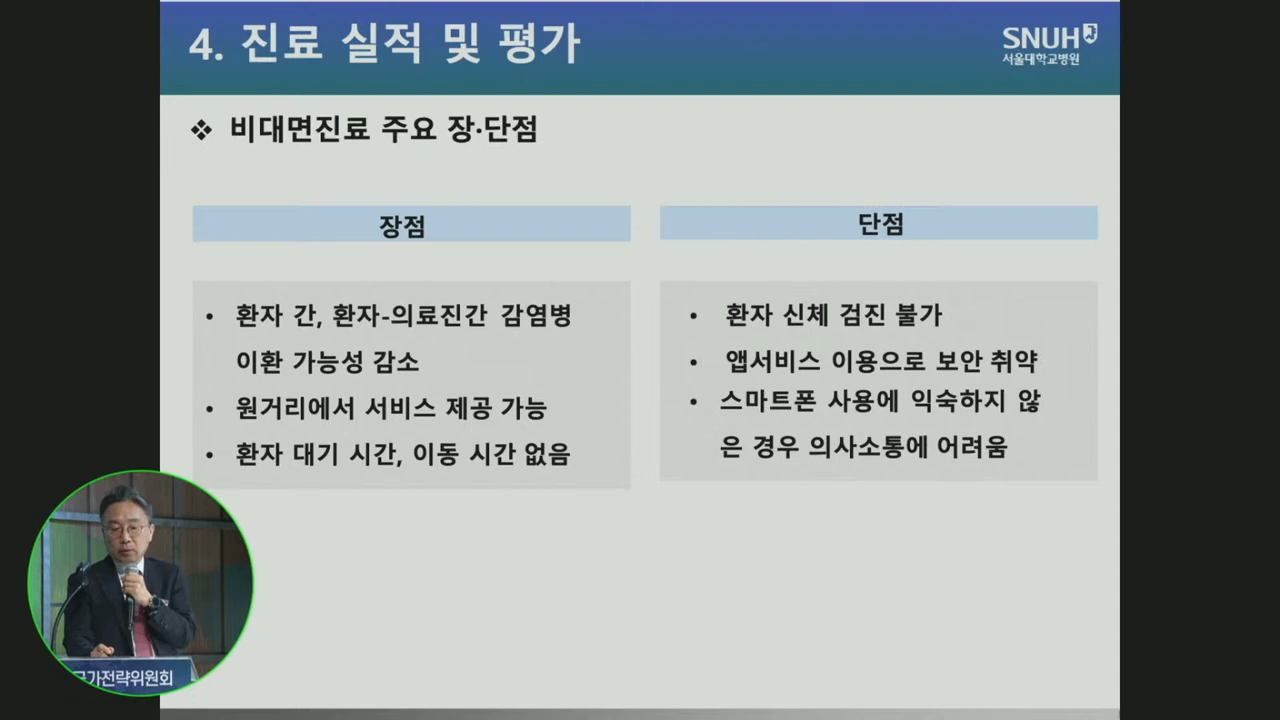 4. 진료 실적 및 평가
SNUH
서울대학교병원
❖ 비대면진료 주요 장·단점
장점
• 환자 간, 환자-의료진간 감염병
이환 가능성 감소
• 원거리에서 서비스 제공 가능
• 환자 대기 시간, 이동 시간 없음
단점
• 환자 신체 검진 불가
• 앱서비스 이용으로 보안 취약
• 스마트폰 사용에 익숙하지 않
은 경우 의사소통에 어려움
국가전략위원회